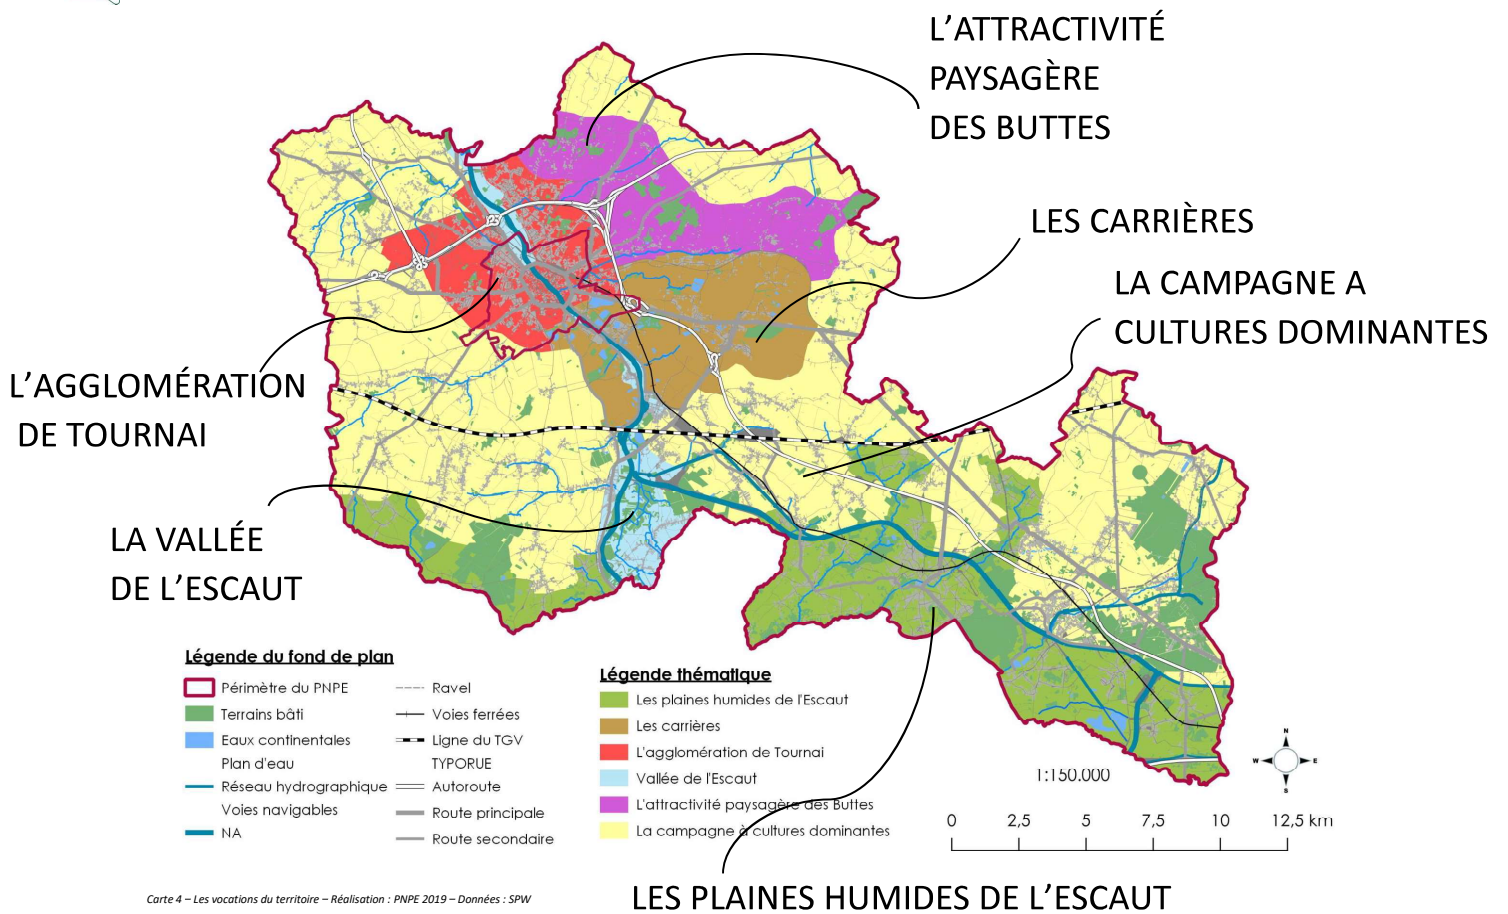 L'ATTRACTIVITÉ
PAYSAGÈRE
DES BUTTES
LES CARRIÈRES
LA CAMPAGNE A
CULTURES DOMINANTES
L'AGGLOMÉRATION
DE TOURNAI
LA VALLÉE
DE L'ESCAUT
Légende du fond de plan
Périmètre du PNPE
Terrains bâti
Eaux continentales
Plan d'eau
Réseau hydrographique
Voies navigables
NA
Ravel
Voies ferrées
Ligne du TGV
TYPORUE
Autoroute
Route principale
Route secondaire
Légende thématique
Les plaines humides de l'Escaut
Les carrières
L'agglomération de Tournai
Vallée de l'Escaut
L'attractivité paysagère des Buttes
La campagne à cultures dominantes
N
W E
S
1:150.000
0 2,5 5 7,5 10 12,5 km
LES PLAINES HUMIDES DE L'ESCAUT
Carte 4 – Les vocations du territoire – Réalisation : PNPE 2019 – Données : SPW